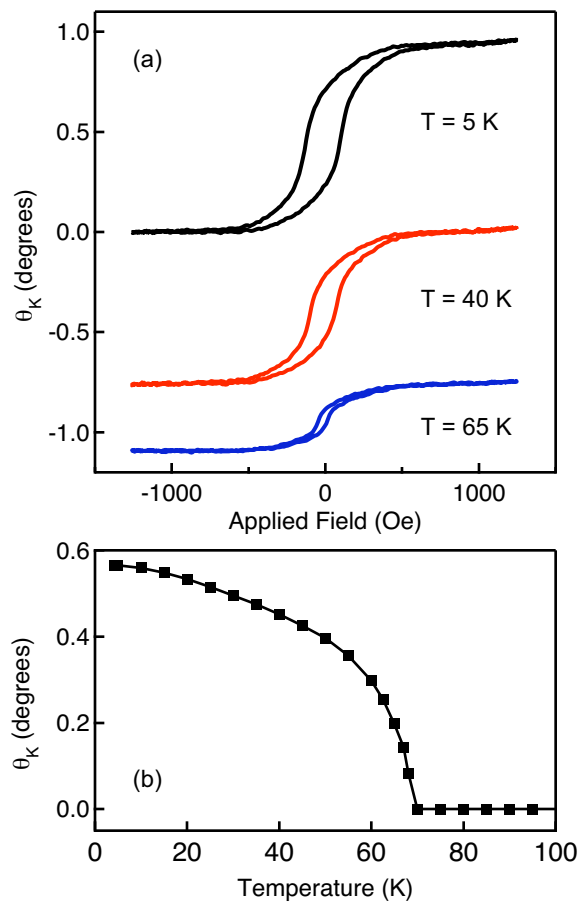 (a)
1.0
0.5
0.0
-0.5
-1.0
θK (degrees)
T = 5 K
T = 40 K
T = 65 K
-1000
0
1000
Applied Field (Oe)
0.6
0.4
0.2
0.0
θK (degrees)
(b)
0
20
40
60
80
100
Temperature (K)